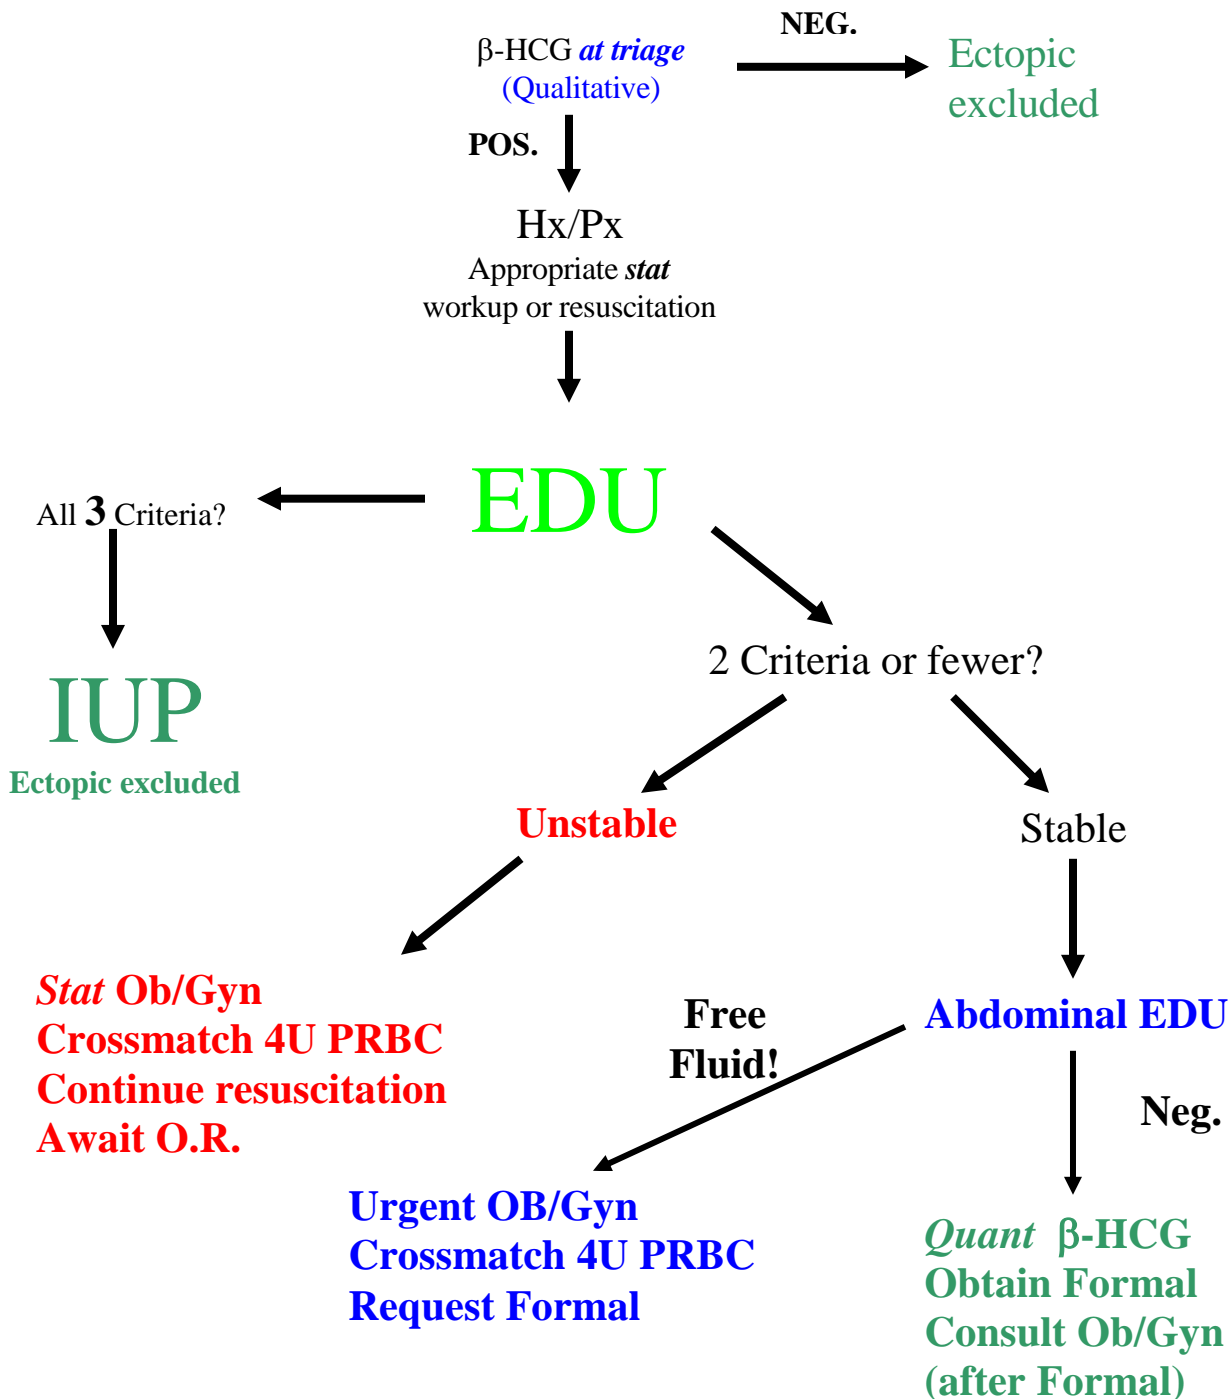 β-HCG at triage
(Qualitative)
NEG.
Ectopic
excluded
POS.
Hx/Px
Appropriate stat
workup or resuscitation
EDU
All 3 Criteria?
IUP
Ectopic excluded
2 Criteria or fewer?
Unstable
Stable
Stat Ob/Gyn
Crossmatch 4U PRBC
Continue resuscitation
Await O.R.
Free
Fluid!
Abdominal EDU
Neg.
Urgent OB/Gyn
Crossmatch 4U PRBC
Request Formal
Quant β-HCG
Obtain Formal
Consult Ob/Gyn
(after Formal)